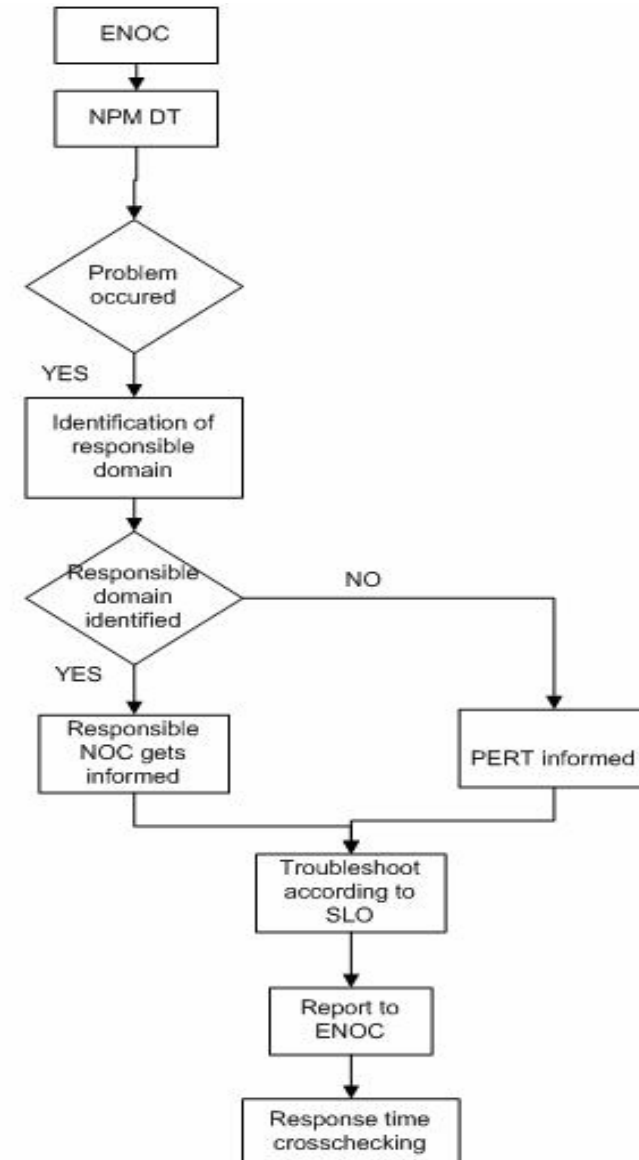 ENOC
NPM DT
Problem
occured
YES
Identification of
responsible
domain
Responsible
domain
identified
NO
YES
Responsible
NOC gets
informed
PERT informed
Troubleshoot
according to
SLO
Report to
ENOC
Response time
crosschecking